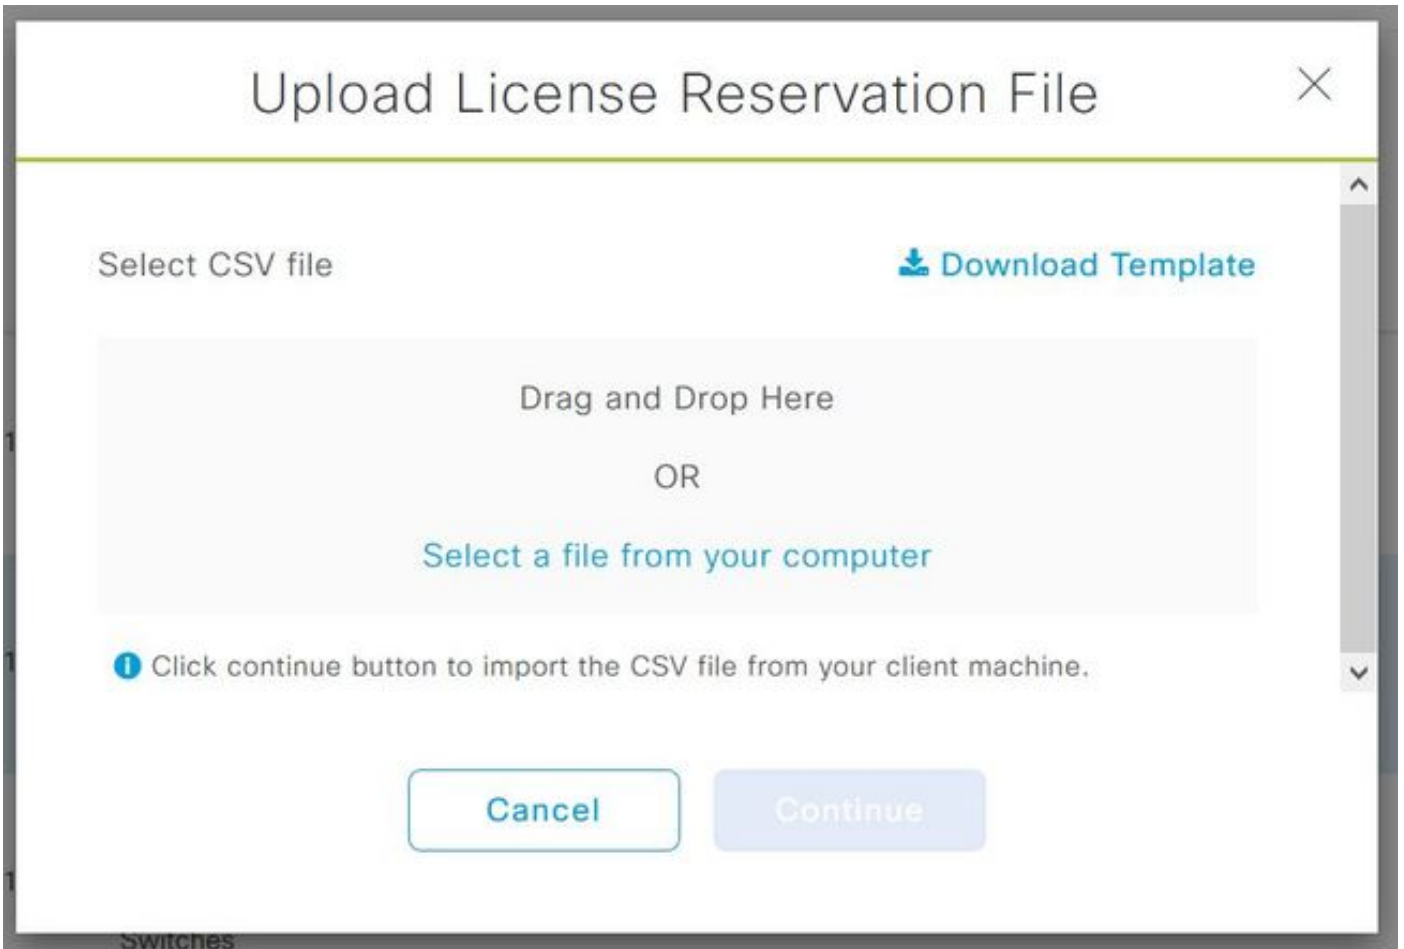 Upload License Reservation File
Select CSV file
Download Template
Drag and Drop Here
OR
Select a file from your computer
Click continue button to import the CSV file from your client machine.
Cancel
Continue
Switches